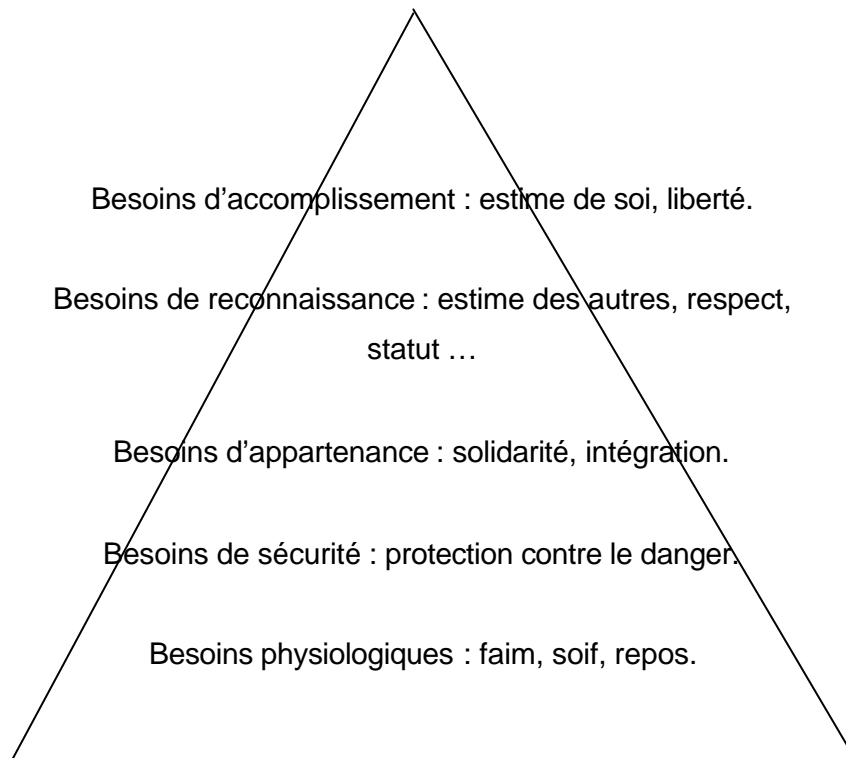 Besoins d’accomplissement : estime de soi, liberté.
Besoins de reconnaissance : estime des autres, respect,
statut …
Besoins d’appartenance : solidarité, intégration.
Besoins de sécurité : protection contre le danger.
Besoins physiologiques : faim, soif, repos.